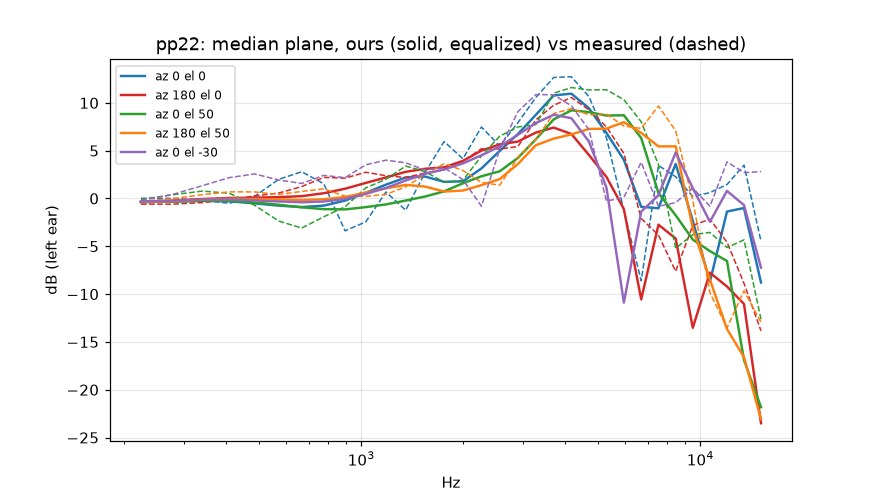 pp22: median plane, ours (solid, equalized) vs measured (dashed)
az 0 el 0
az 180 el 0
az 0 el 50
az 180 el 50
az 0 el -30
dB (left ear)
10
5
0
−5
−10
−15
−20
−25
10³
10⁴
Hz